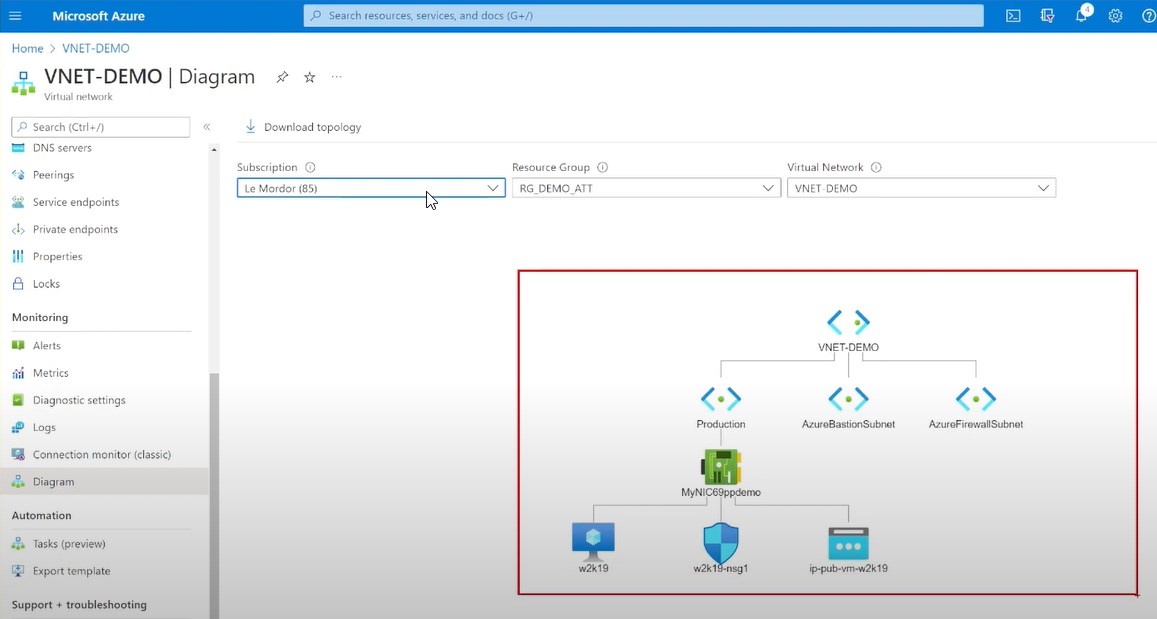 Microsoft Azure
Search resources, services, and docs (G+/)
4
Home > VNET-DEMO
VNET-DEMO | Diagram
Virtual network
Search (Ctrl+/)
«
DNS servers
Peerings
Service endpoints
Private endpoints
Properties
Locks
Monitoring
Alerts
Metrics
Diagnostic settings
Logs
Connection monitor (classic)
Diagram
Automation
Tasks (preview)
Export template
Support + troubleshooting
Download topology
Subscription
Resource Group
Virtual Network
Le Mordor (85)
RG_DEMO_ATT
VNET-DEMO
VNET-DEMO
Production
AzureBastionSubnet
AzureFirewallSubnet
MyNIC69ppdemo
w2k19
w2k19-nsg1
ip-pub-vm-w2k19